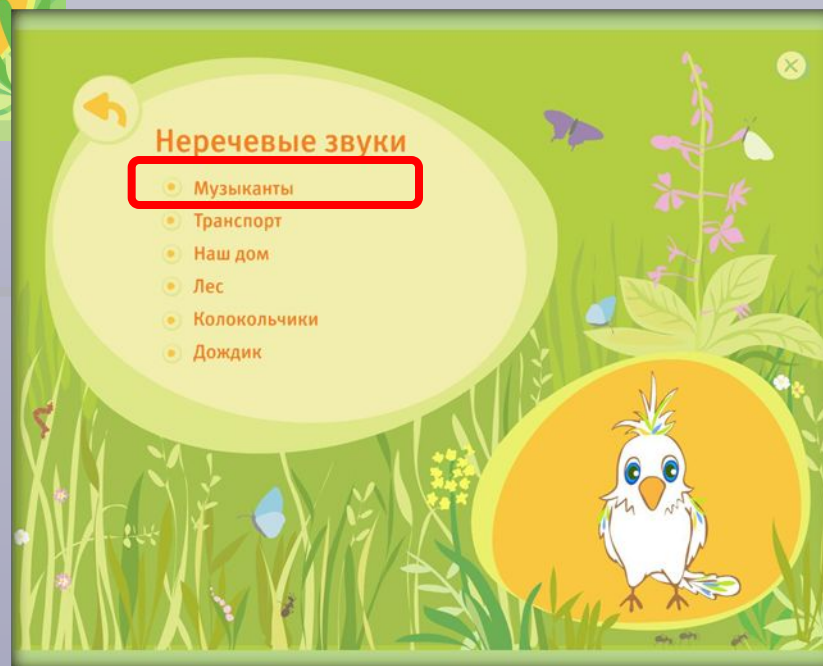 Неречевые звуки
Музыканты
Транспорт
Наш дом
Лес
Колокольчики
Дождик